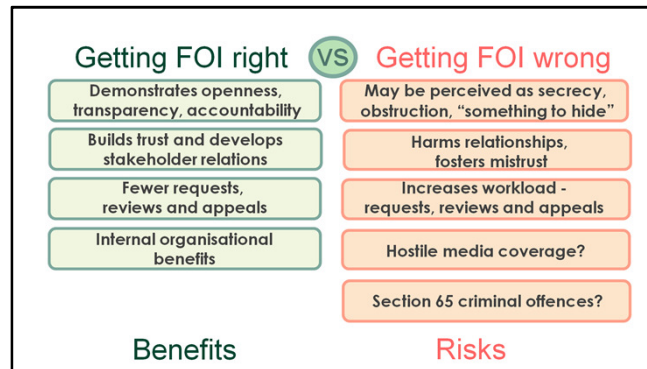 Getting FOI right VS Getting FOI wrong
Demonstrates openness,
transparency, accountability
Builds trust and develops
stakeholder relations
Fewer requests,
reviews and appeals
Internal organisational
benefits
May be perceived as secrecy,
obstruction, “something to hide”
Harms relationships,
fosters mistrust
Increases workload -
requests, reviews and appeals
Hostile media coverage?
Section 65 criminal offences?
Benefits
Risks